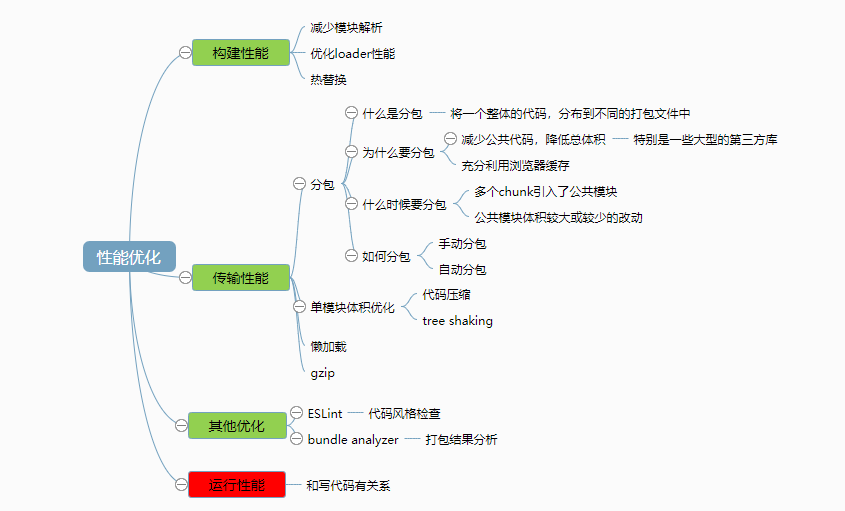 性能优化
构建性能
减少模块解析
优化loader性能
热替换
传输性能
分包
什么是分包
将一个整体的代码，分布到不同的打包文件中
为什么要分包
减少公共代码，降低总体积
特别是一些大型的第三方库
充分利用浏览器缓存
什么时候要分包
多个chunk引入了公共模块
公共模块体积较大或较少的改动
如何分包
手动分包
自动分包
单模块体积优化
代码压缩
tree shaking
懒加载
gzip
其他优化
ESLint
代码风格检查
bundle analyzer
打包结果分析
运行性能
和写代码有关系